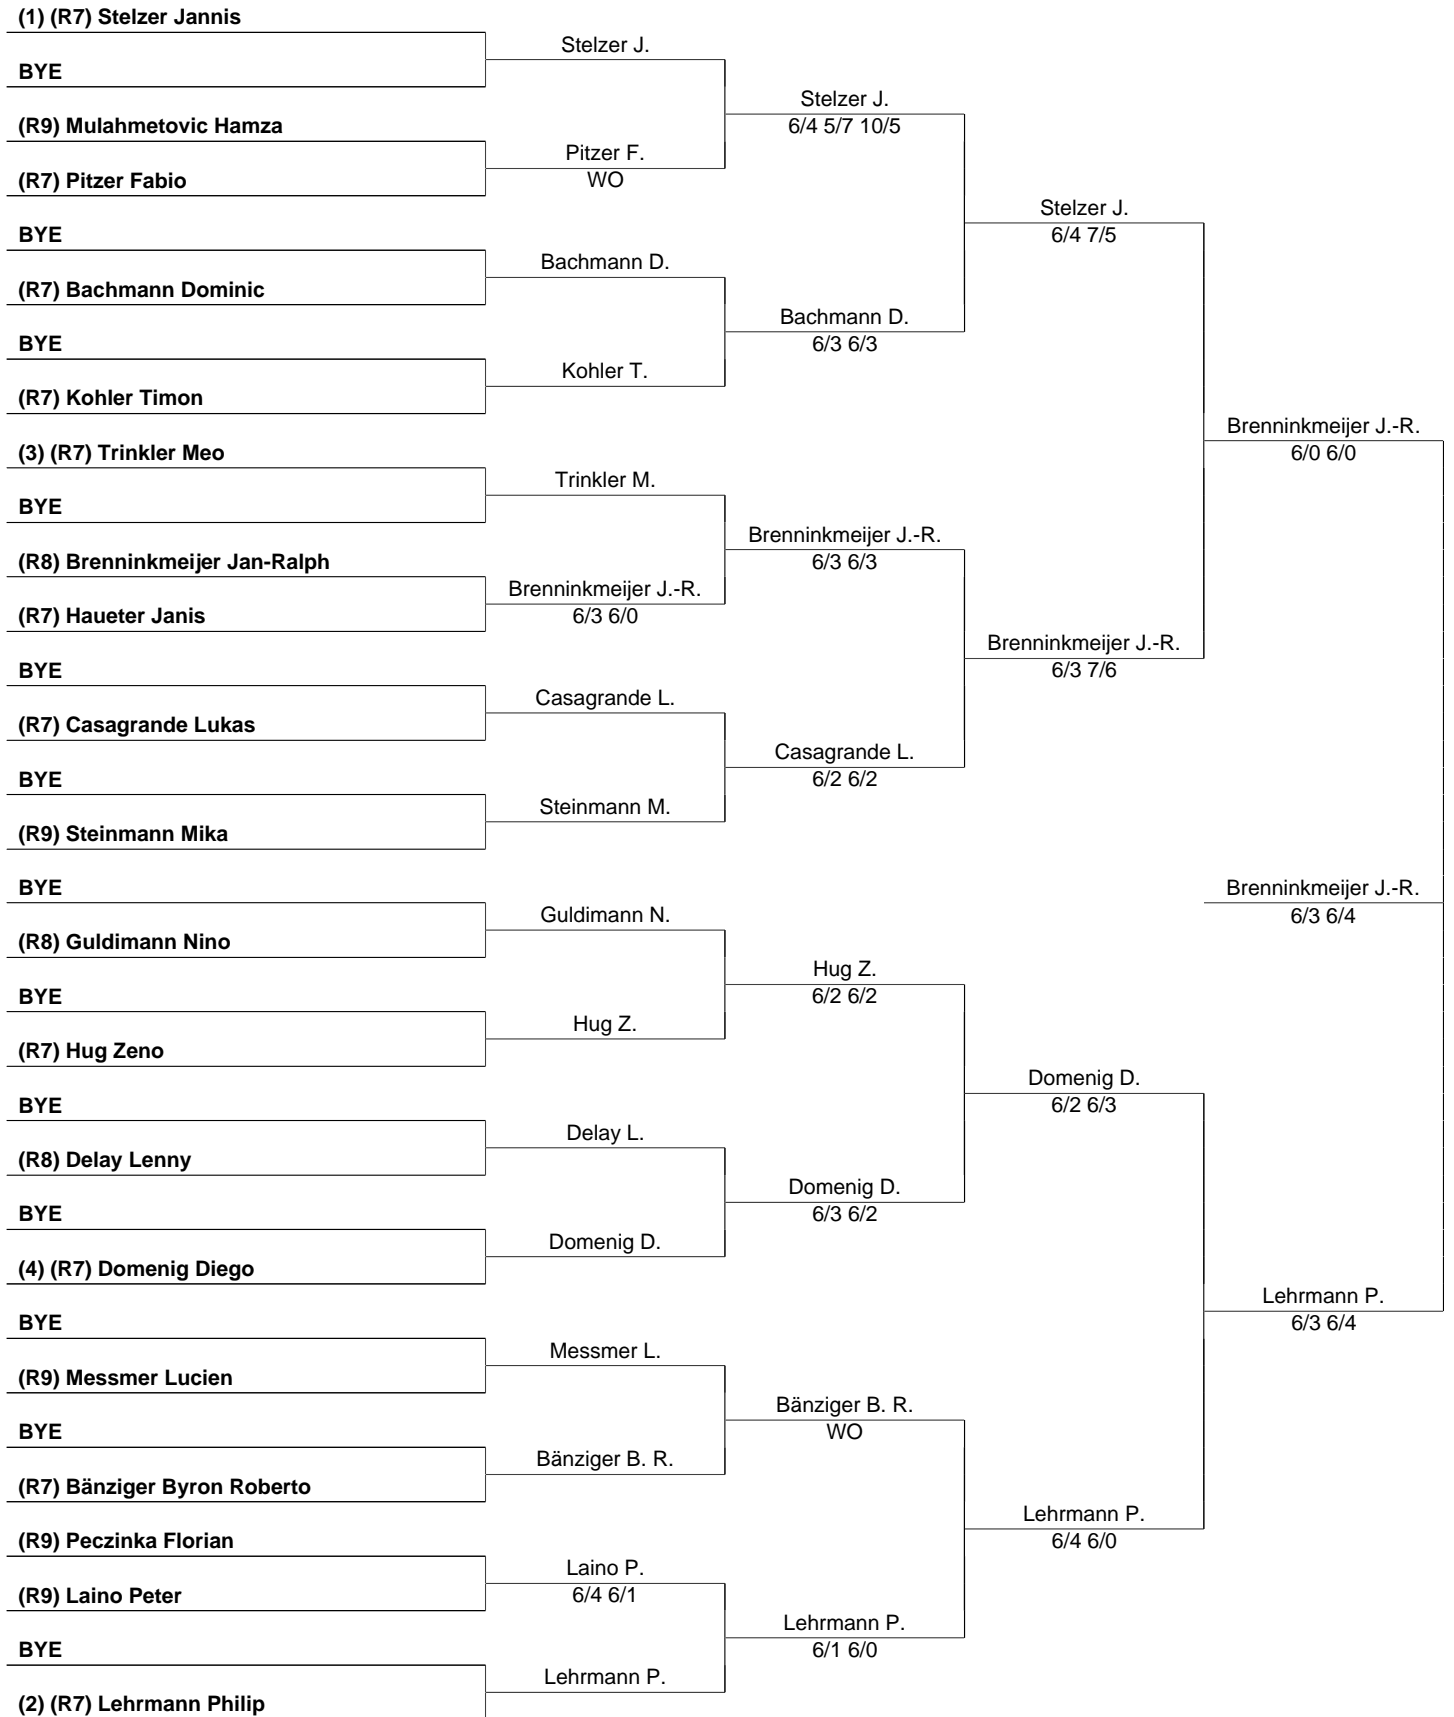 (1) (R7) Stelzer Jannis
BYE
(R9) Mulahmetovic Hamza
(R7) Pitzer Fabio
BYE
(R7) Bachmann Dominic
BYE
(R7) Kohler Timon
(3) (R7) Trinkler Meo
BYE
(R8) Brenninkmeijer Jan-Ralph
(R7) Haueter Janis
BYE
(R7) Casagrande Lukas
BYE
(R9) Steinmann Mika
BYE
(R8) Guldimann Nino
BYE
(R7) Hug Zeno
BYE
(R8) Delay Lenny
BYE
(4) (R7) Domenig Diego
BYE
(R9) Messmer Lucien
BYE
(R7) Bänziger Byron Roberto
(R9) Peczinka Florian
(R9) Laino Peter
BYE
(2) (R7) Lehrmann Philip
Stelzer J.
Pitzer F.
WO
Bachmann D.
Kohler T.
Trinkler M.
Brenninkmeijer J.-R.
6/3 6/0
Casagrande L.
Steinmann M.
Guldimann N.
Hug Z.
Delay L.
Domenig D.
Messmer L.
Bänziger B. R.
Laino P.
6/4 6/1
Lehrmann P.
Stelzer J.
6/4 5/7 10/5
Bachmann D.
6/3 6/3
Brenninkmeijer J.-R.
6/3 6/3
Casagrande L.
6/2 6/2
Hug Z.
6/2 6/2
Domenig D.
6/3 6/2
Bänziger B. R.
WO
Lehrmann P.
6/1 6/0
Stelzer J.
6/4 7/5
Brenninkmeijer J.-R.
6/3 7/6
Domenig D.
6/2 6/3
Lehrmann P.
6/4 6/0
Brenninkmeijer J.-R.
6/0 6/0
Brenninkmeijer J.-R.
6/3 6/4
Lehrmann P.
6/3 6/4